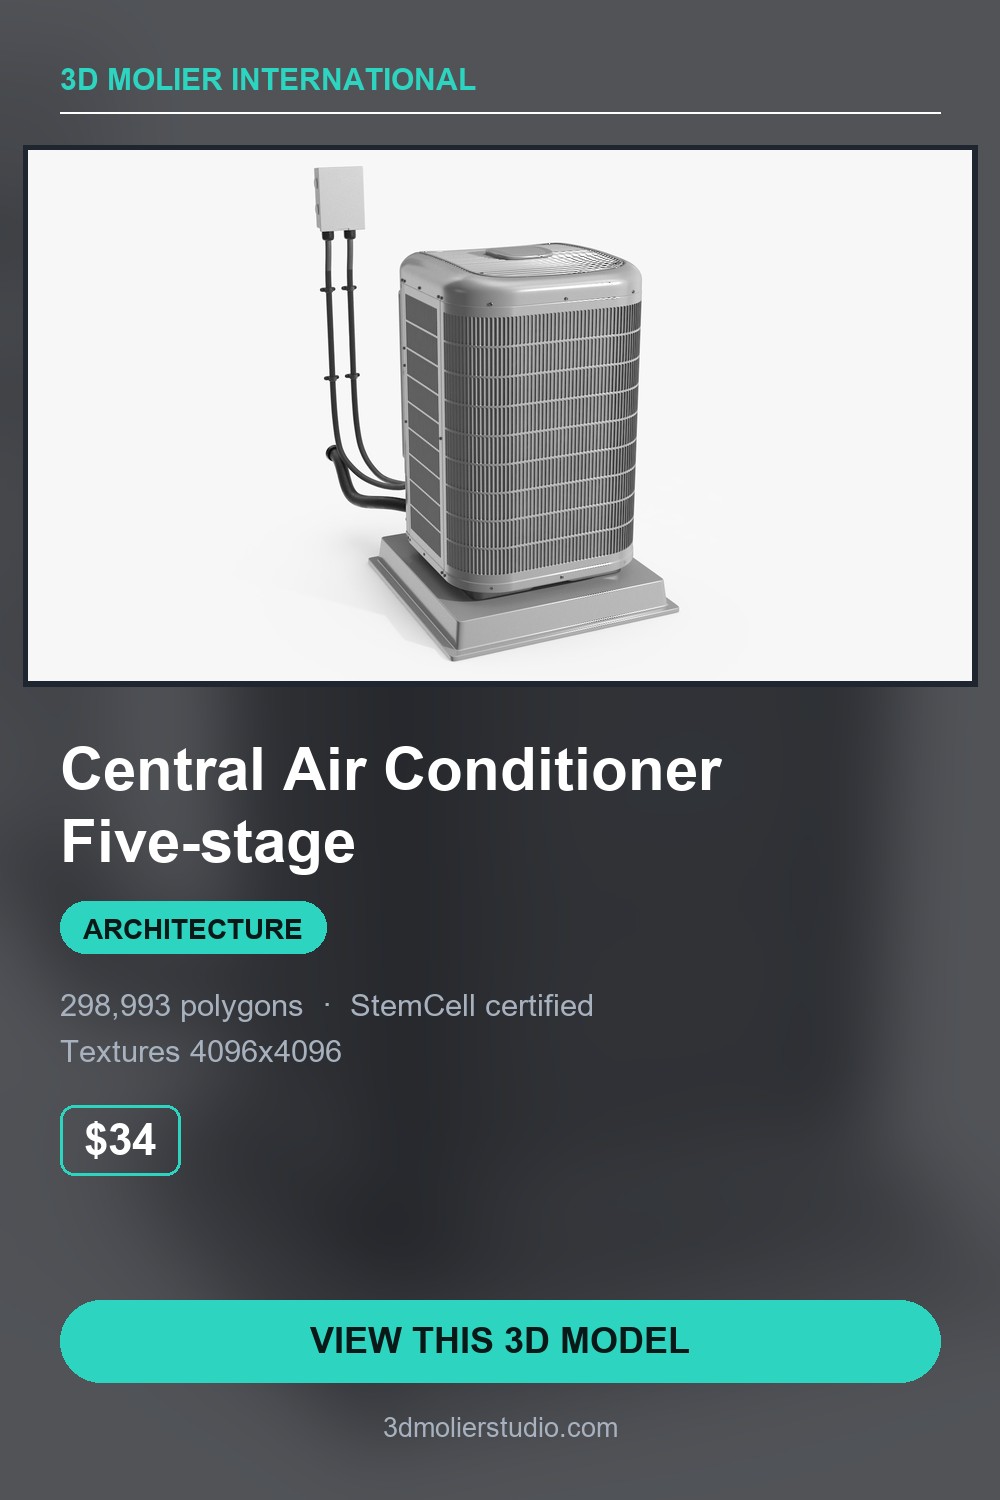 3D MOLIER INTERNATIONAL
Central Air Conditioner
Five-stage
ARCHITECTURE
298,993 polygons · StemCell certified
Textures 4096x4096
$34
VIEW THIS 3D MODEL
3dmolierstudio.com